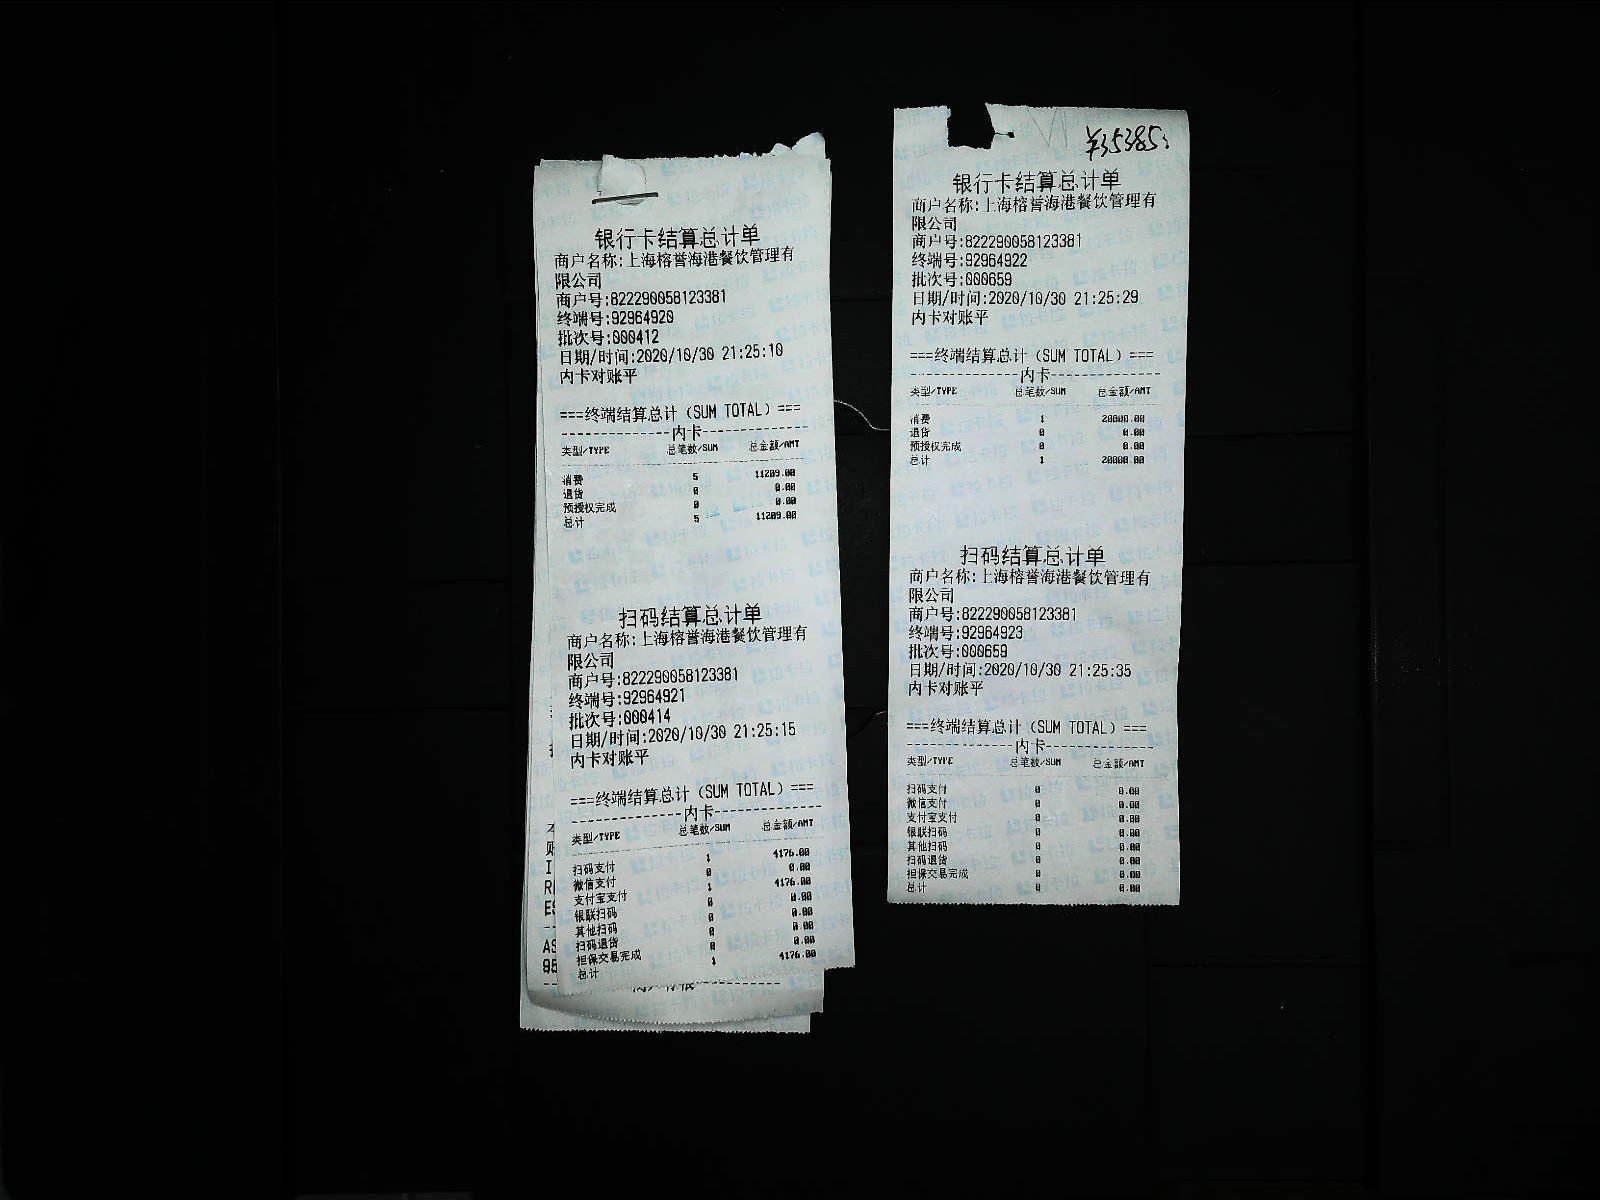 银行卡结算总计单
商户名称:上海榕誉海港餐饮管理有
限公司
商户号:822290058123381
终端号:92964920
批次号:000412
日期/时间:2020/10/30 21:25:10
内卡对账平
===终端结算总计（SUM TOTAL）===
内卡
类型/TYPE 总笔数/SUM 总金额/AMT
消费 5 11209.00
退货 0 0.00
预授权完成 0 0.00
总计 5 11209.00
扫码结算总计单
商户名称:上海榕誉海港餐饮管理有
限公司
商户号:822290058123381
终端号:92964921
批次号:000414
日期/时间:2020/10/30 21:25:15
内卡对账平
===终端结算总计（SUM TOTAL）===
内卡
类型/TYPE 总笔数/SUM 总金额/AMT
扫码支付 1 4176.00
微信支付 0 0.00
支付宝支付 1 4176.00
银联扫码 0 0.00
其他扫码 0 0.00
扫码退货 0 0.00
担保交易完成 0 0.00
总计 1 4176.00
¥35385:
银行卡结算总计单
商户名称:上海榕誉海港餐饮管理有
限公司
商户号:822290058123381
终端号:92964922
批次号:000659
日期/时间:2020/10/30 21:25:29
内卡对账平
===终端结算总计（SUM TOTAL）===
内卡
类型/TYPE 总笔数/SUM 总金额/AMT
消费 1 20000.00
退货 0 0.00
预授权完成 0 0.00
总计 1 20000.00
扫码结算总计单
商户名称:上海榕誉海港餐饮管理有
限公司
商户号:822290058123381
终端号:92964923
批次号:000659
日期/时间:2020/10/30 21:25:35
内卡对账平
===终端结算总计（SUM TOTAL）===
内卡
类型/TYPE 总笔数/SUM 总金额/AMT
扫码支付 0 0.00
微信支付 0 0.00
支付宝支付 0 0.00
银联扫码 0 0.00
其他扫码 0 0.00
扫码退货 0 0.00
担保交易完成 0 0.00
总计 0 0.00